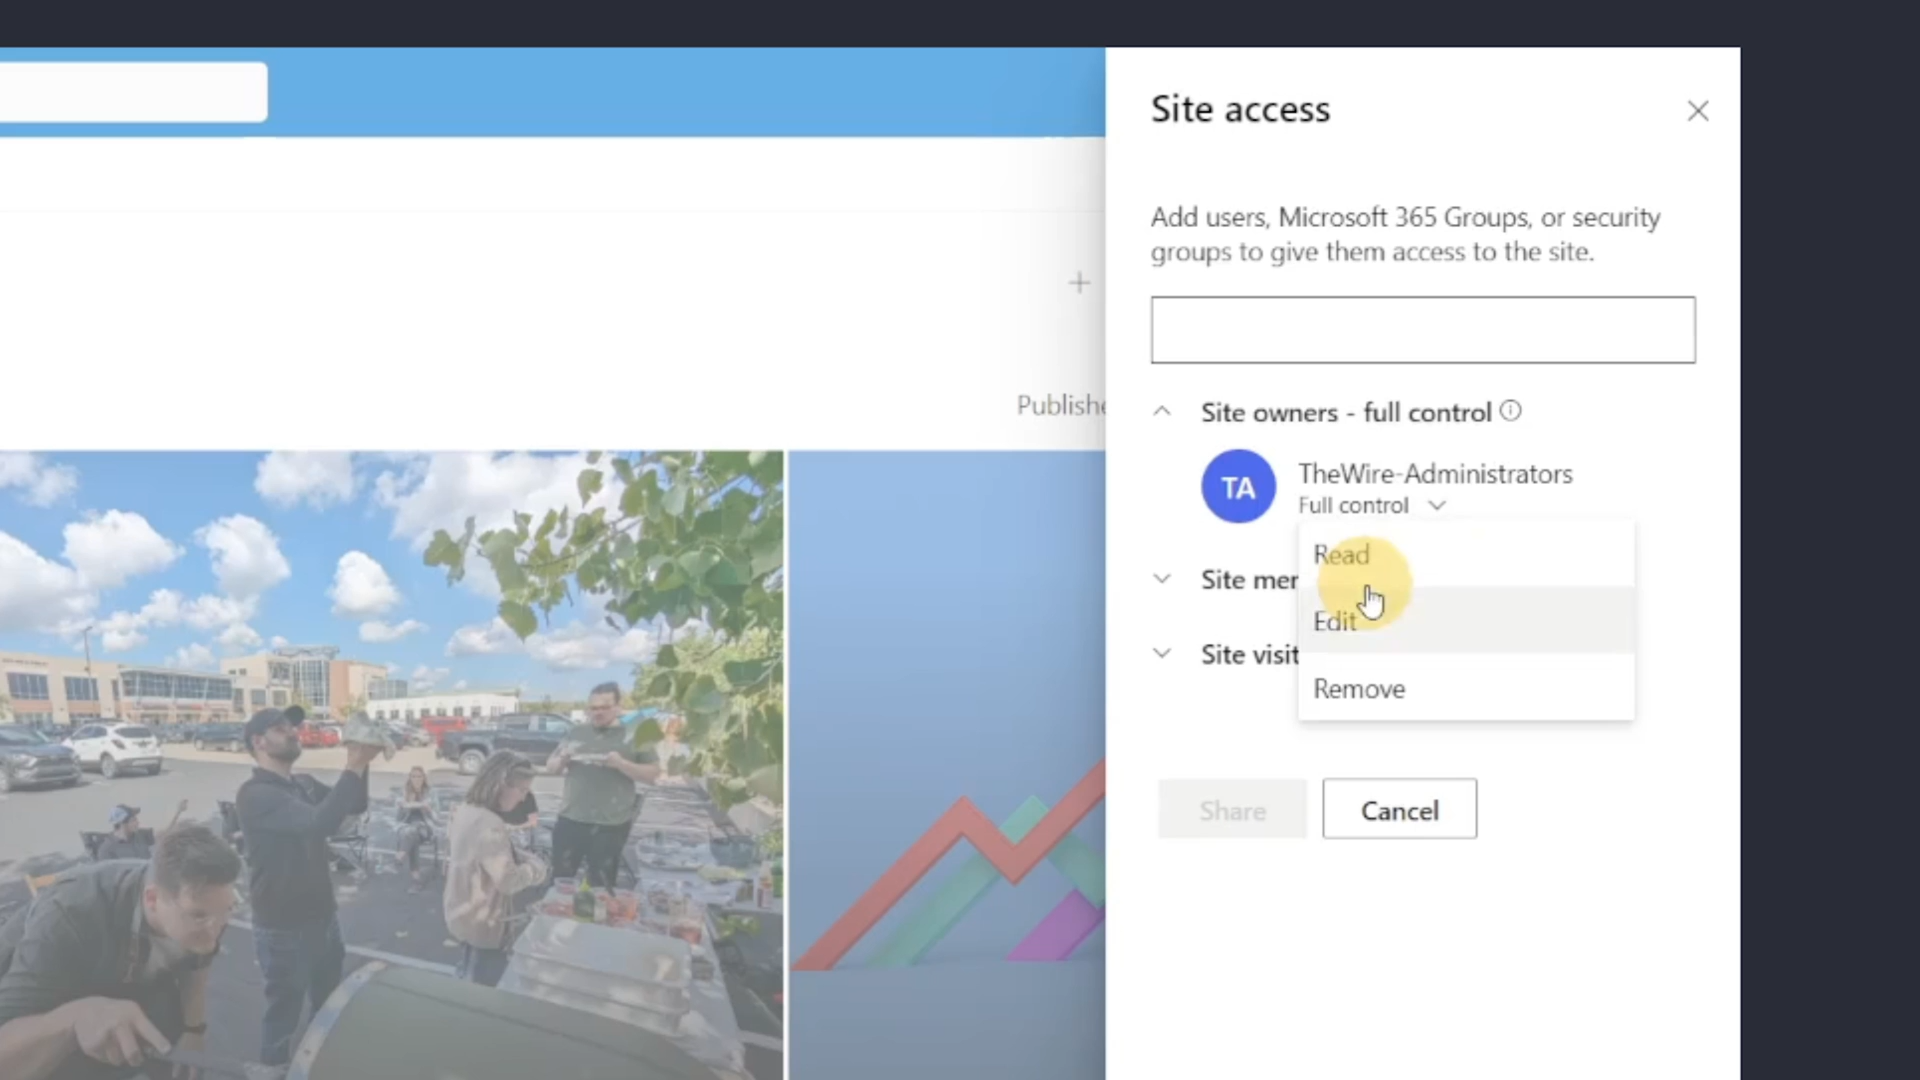 Site access
Add users, Microsoft 365 Groups, or security
groups to give them access to the site.
Publishe
Site owners - full control
TA
TheWire-Administrators
Full control
Read
Site mer
Edit
Site visit
Remove
Share
Cancel